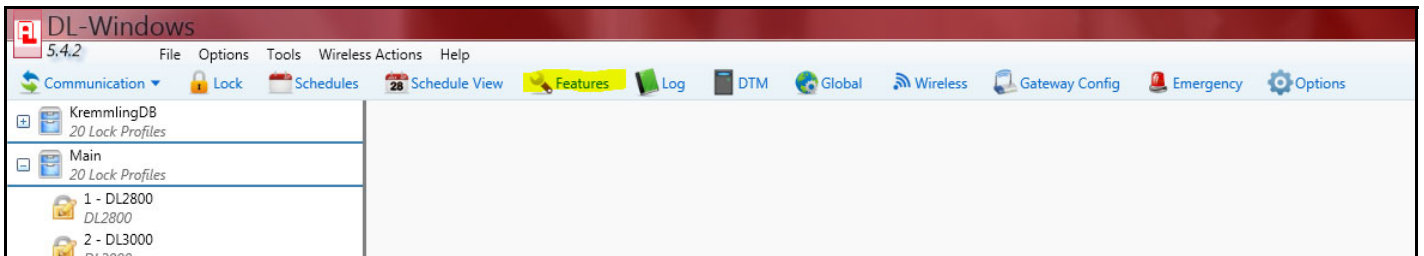 DL-Windows
5.4.2
File Options Tools Wireless Actions Help
Communication Lock Schedules 28 Schedule View Features Log DTM Global Wireless Gateway Config Emergency Options
KremmlingDB
20 Lock Profiles
Main
20 Lock Profiles
1 - DL2800
DL2800
2 - DL3000